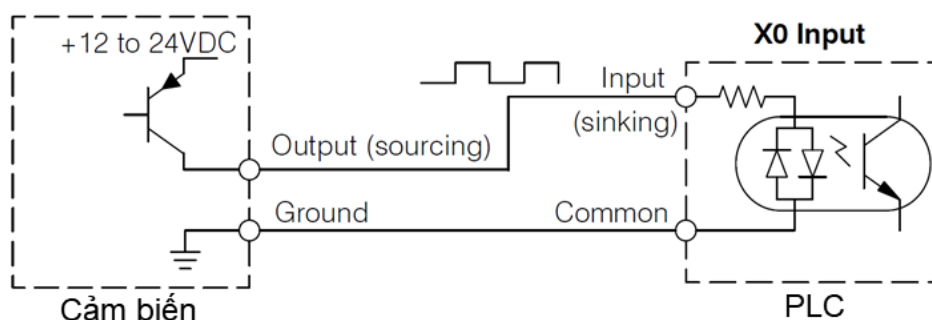 +12 to 24VDC
X0 Input
Input
(sinking)
Output (sourcing)
Ground
Common
Cảm biến
PLC